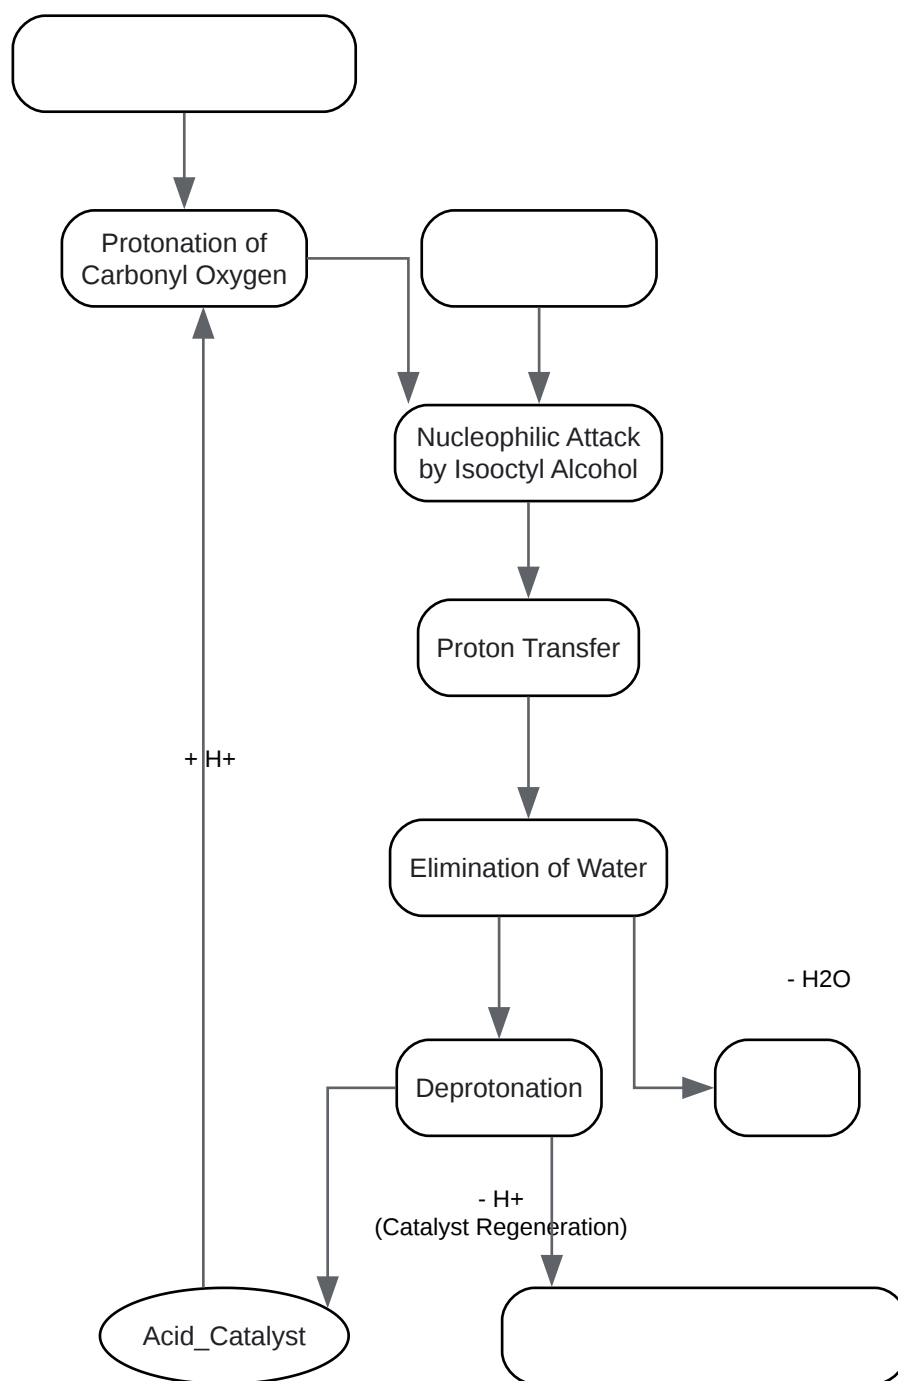 Protonation of
Carbonyl Oxygen
Nucleophilic Attack
by Isooctyl Alcohol
Proton Transfer
+ H+
Elimination of Water
- H2O
Deprotonation
- H+
(Catalyst Regeneration)
Acid_Catalyst